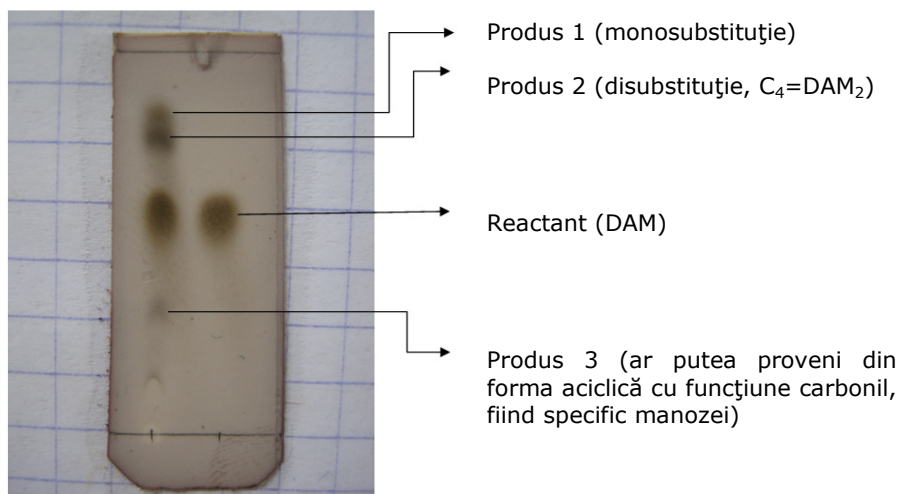 Produs 1 (monosubstituţie)
Produs 2 (disubstituţie, C₄=DAM₂)
Reactant (DAM)
Produs 3 (ar putea proveni din
forma aciclică cu funcţiune carbonil,
fiind specific manozei)